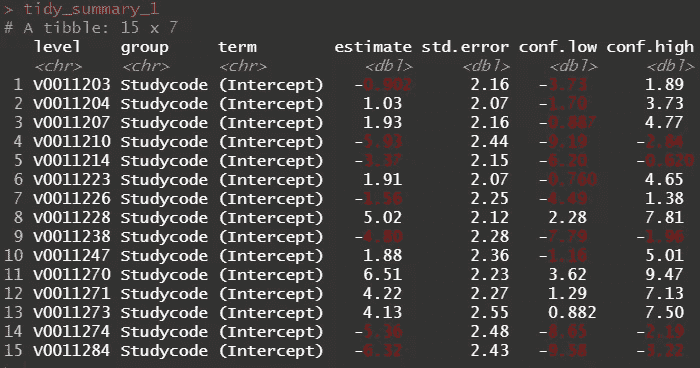 > tidy_summary_1
# A tibble: 15 x 7
level group term estimate std.error conf.low conf.high
<chr> <chr> <chr> <dbl> <dbl> <dbl> <dbl>
1 V0011203 Studycode (Intercept) -0.902 2.16 -3.73 1.89
2 V0011204 Studycode (Intercept) 1.03 2.07 -1.70 3.73
3 V0011207 Studycode (Intercept) 1.93 2.16 -0.887 4.77
4 V0011210 Studycode (Intercept) -5.93 2.44 -9.19 -2.84
5 V0011214 Studycode (Intercept) -3.37 2.15 -6.20 -0.620
6 V0011223 Studycode (Intercept) 1.91 2.07 -0.760 4.65
7 V0011226 Studycode (Intercept) -1.56 2.25 -4.49 1.38
8 V0011228 Studycode (Intercept) 5.02 2.12 2.28 7.81
9 V0011238 Studycode (Intercept) -4.80 2.28 -7.79 -1.96
10 V0011247 Studycode (Intercept) 1.88 2.36 -1.16 5.01
11 V0011270 Studycode (Intercept) 6.51 2.23 3.62 9.47
12 V0011271 Studycode (Intercept) 4.22 2.27 1.29 7.13
13 V0011273 Studycode (Intercept) 4.13 2.55 0.882 7.50
14 V0011274 Studycode (Intercept) -5.36 2.48 -2.19
15 V0011284 Studycode (Intercept) -6.37 2.43 -9.58 -3.22